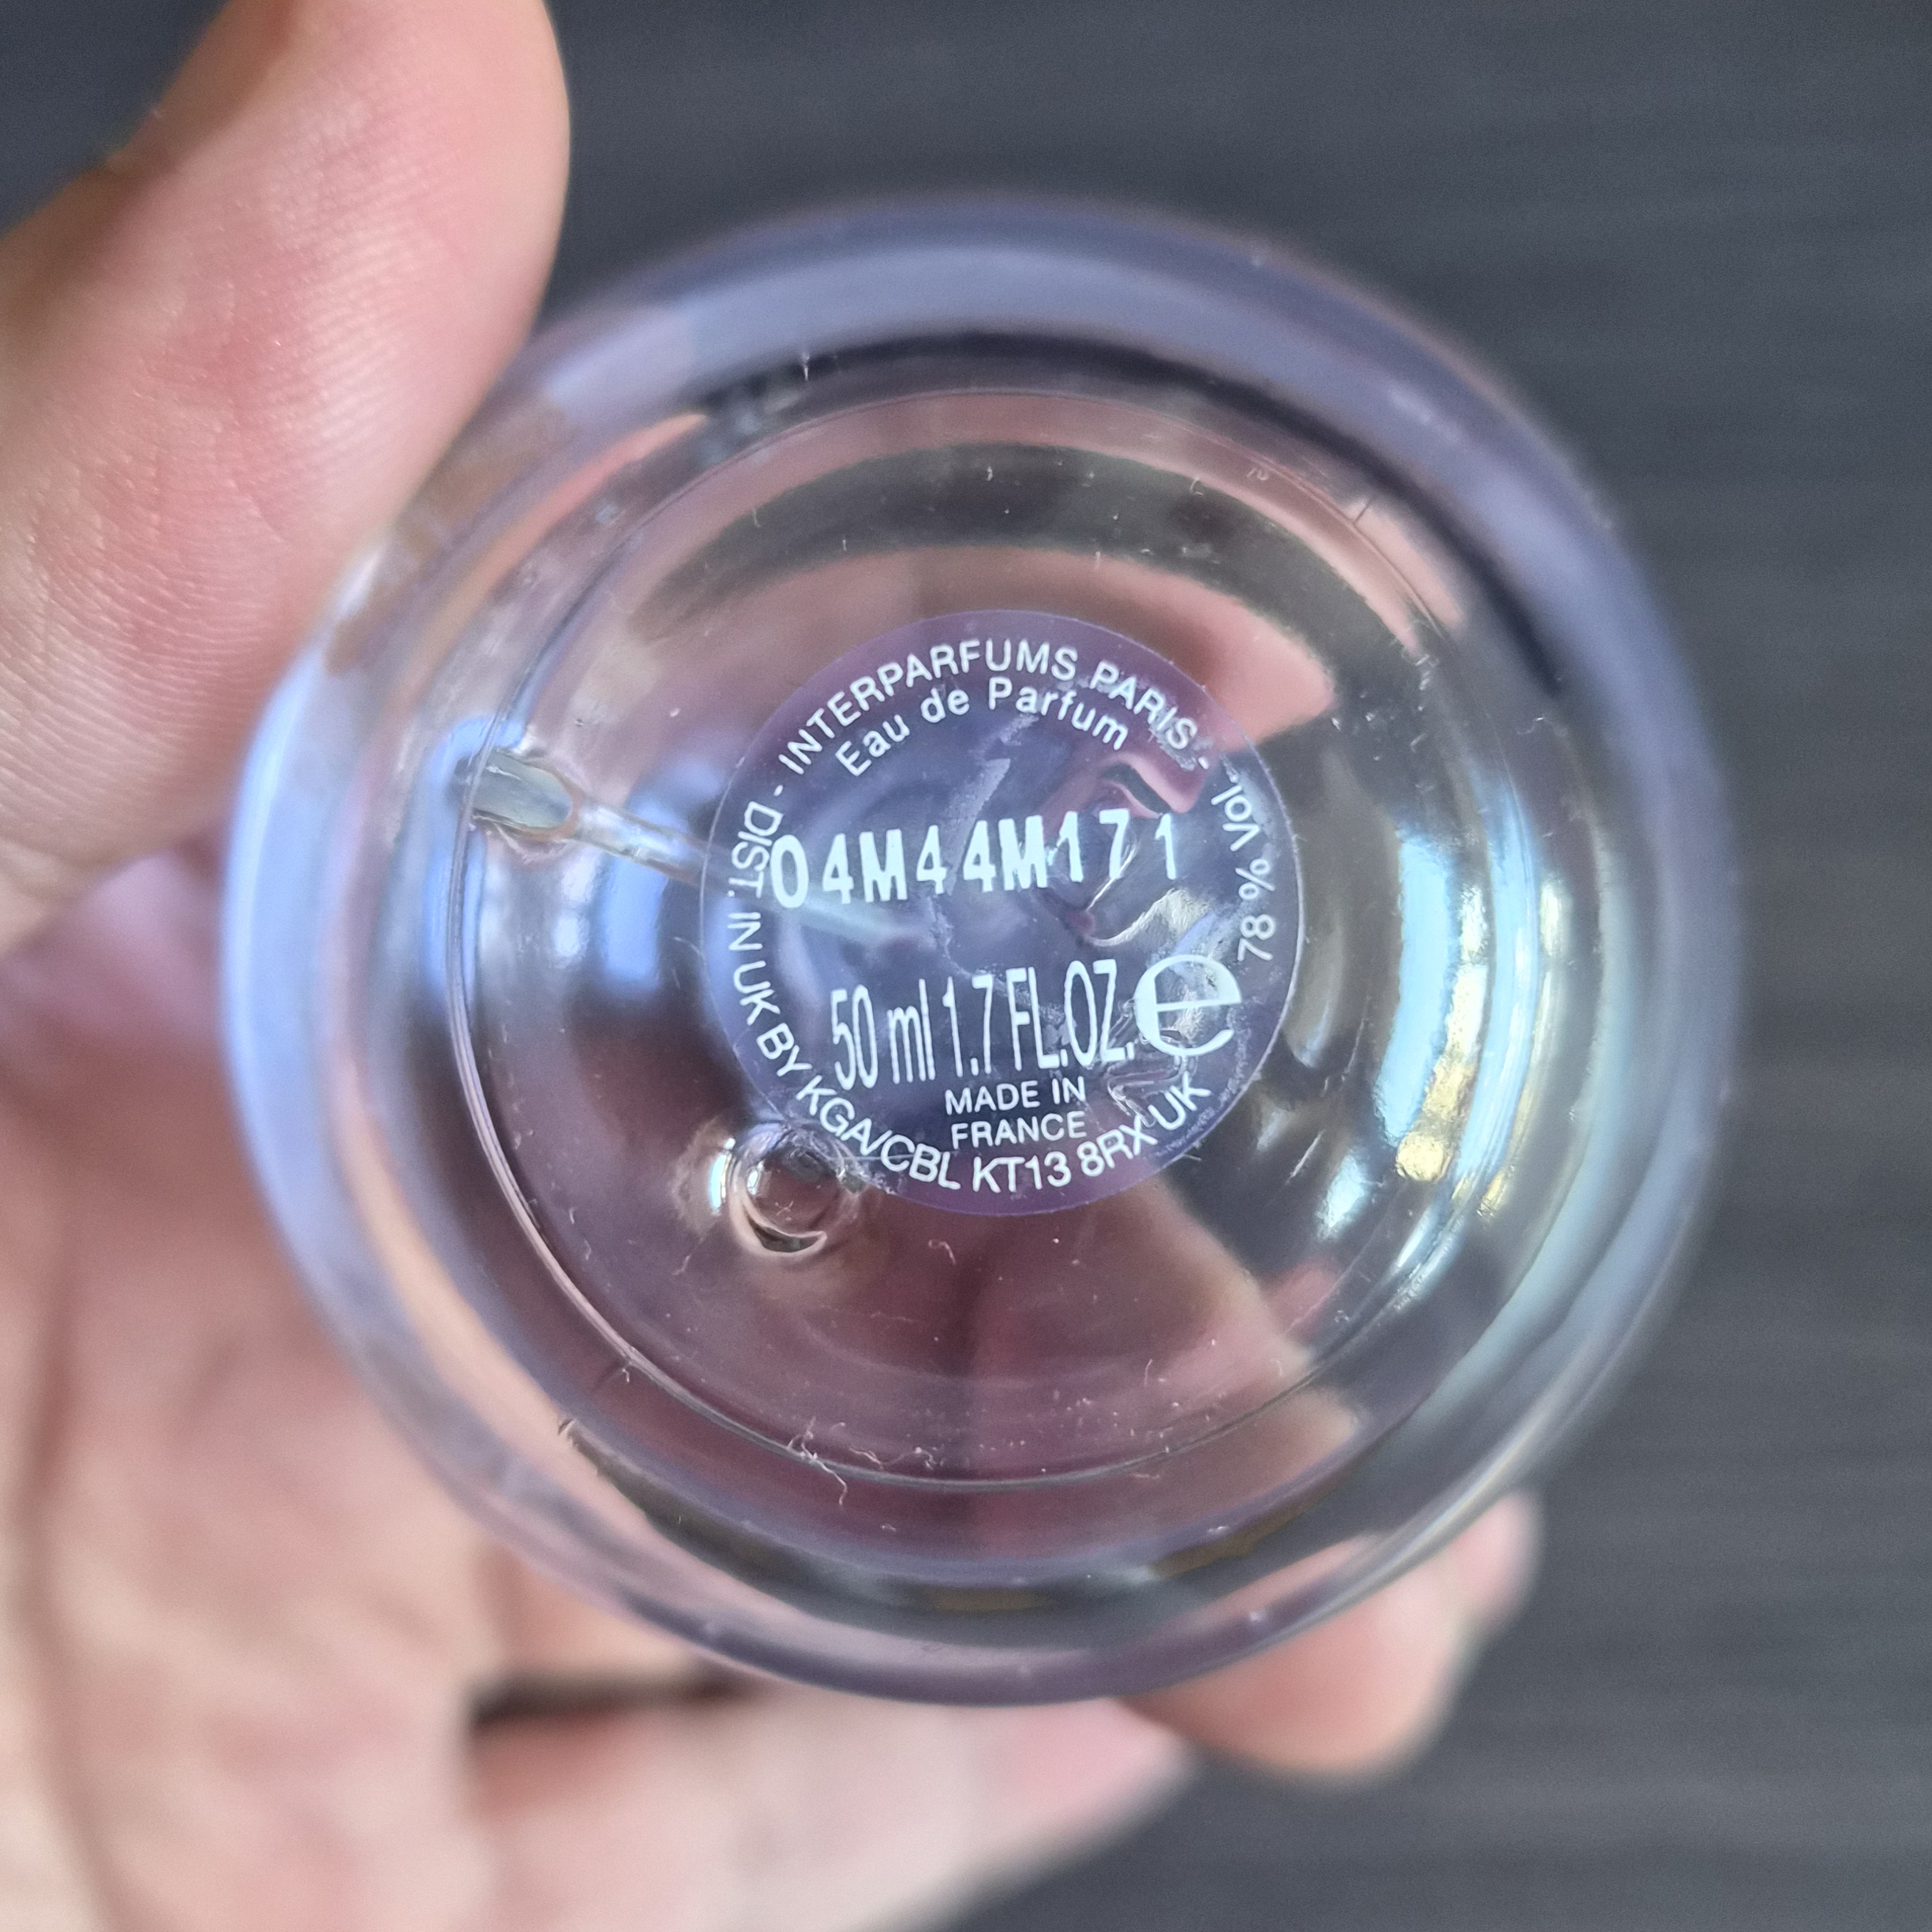 - INTERPARFUMS PARIS -
Eau de Parfum
04M44M171
50 ml 1.7 FL.OZ. e
MADE IN
FRANCE
DIST. IN UK BY KGA/CBL KT13 8RX UK
78 % Vol.